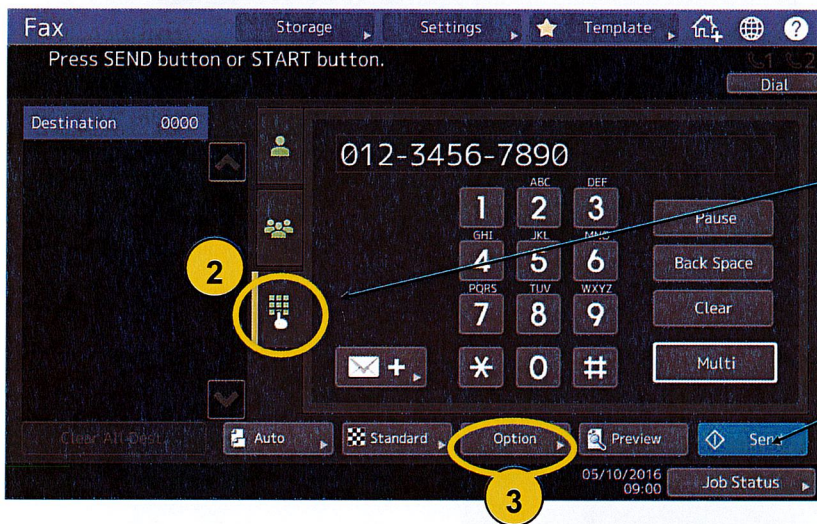 Fax Storage Settings Template ?
Press SEND button or START button.
1 2
Dial
Destination 0000
012-3456-7890
ABC DEF
1 2 3 Pause
GHI JKL MNO
4 5 6 Back Space
2
PQRS TUV WXYZ
7 8 9 Clear
+ * 0 # Multi
Clear All Dest.
Auto Standard Option Preview Send
3
05/10/2016
09:00
Job Status